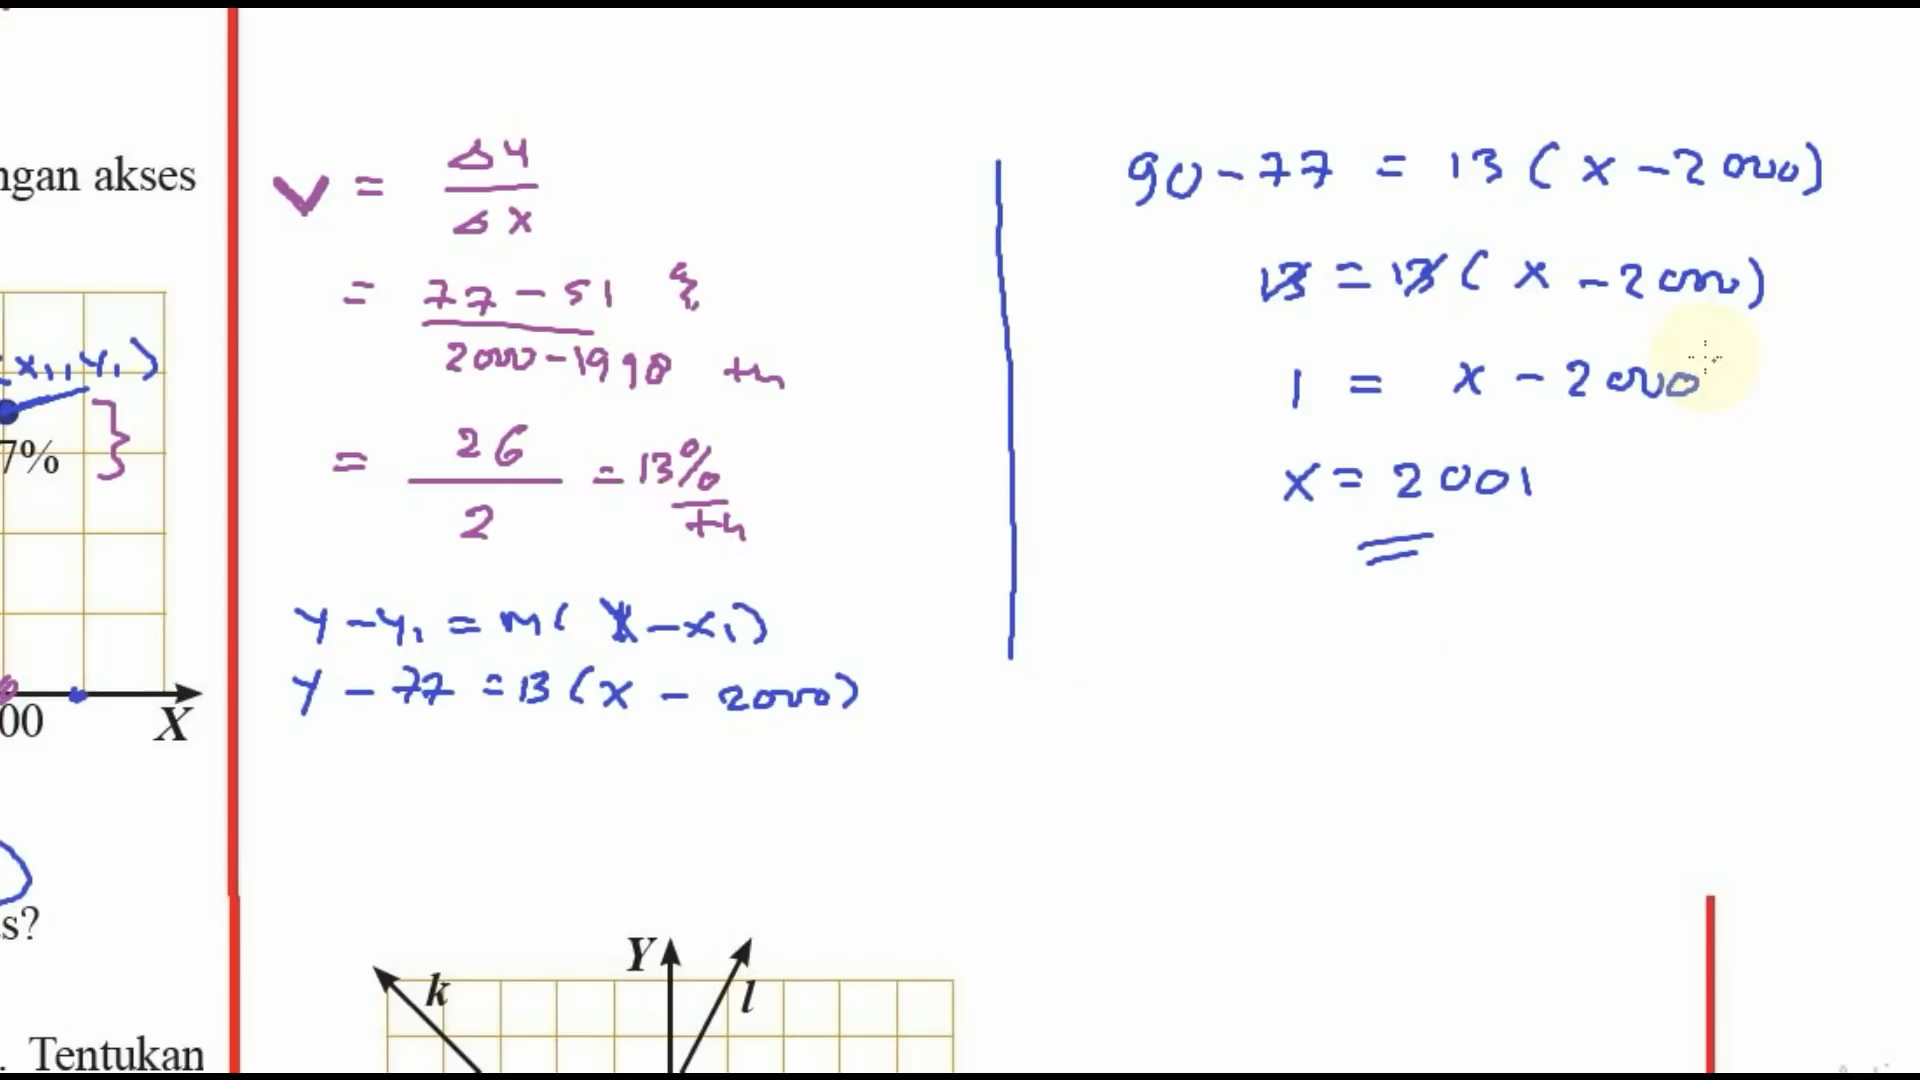 ngan akses
(x₁, y₁)
7%
00 X
s?
. Tentukan
V = Δy / Δx
= 77 - 51 % / 2000 - 1998 th
= 26 / 2 = 13% / th
y - y₁ = m( x - x₁)
y - 77 = 13 (x - 2000)
90 - 77 = 13 ( x - 2000)
13 = 13 ( x - 2000)
1 = x - 2000
x = 2001
Y
k l